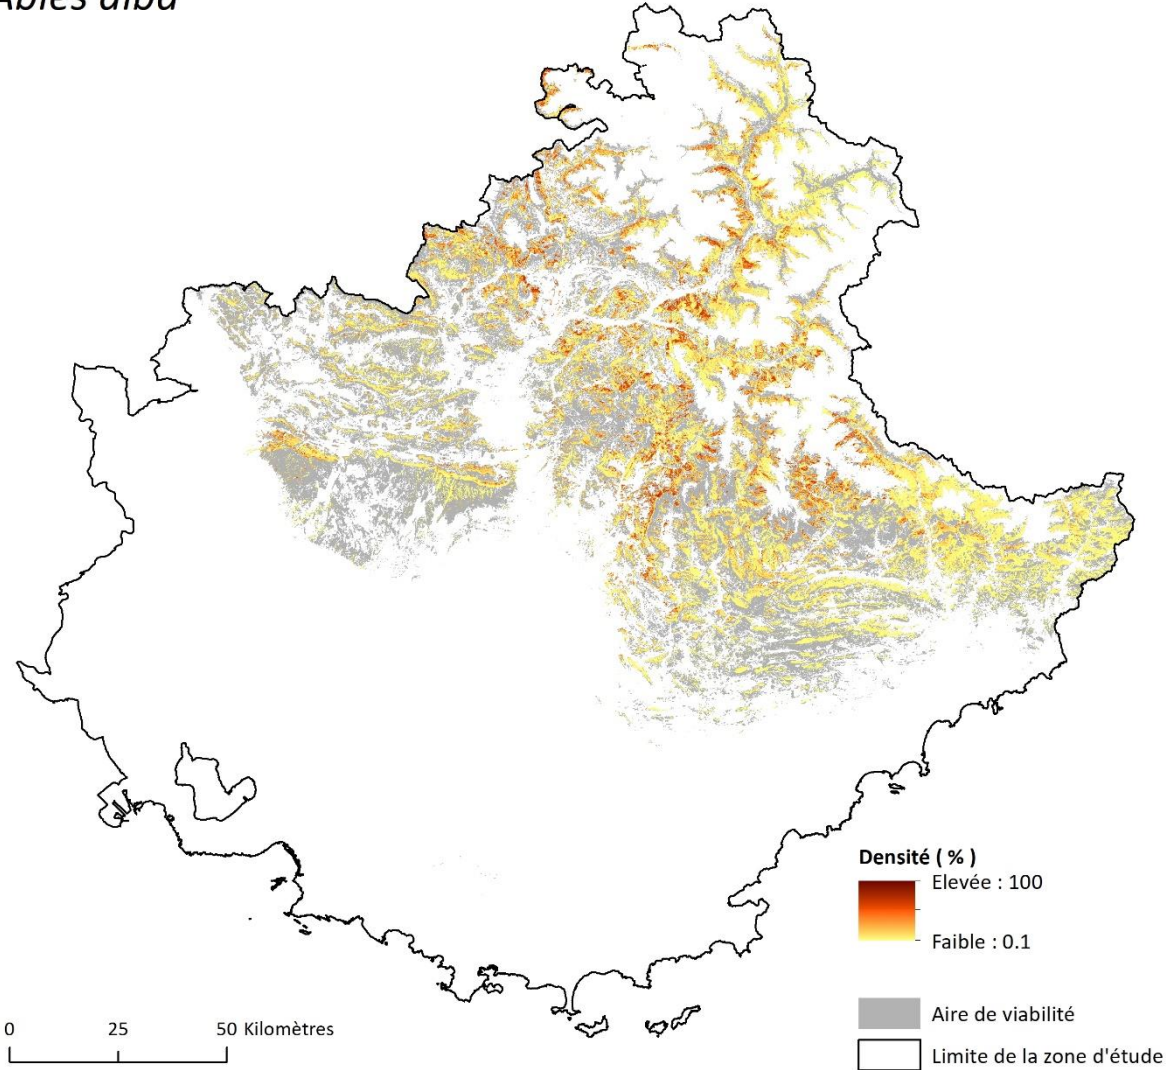 Abies alba
Densité ( % )
Elevée : 100
Faible : 0.1
Aire de viabilité
Limite de la zone d'étude
0 25 50 Kilomètres